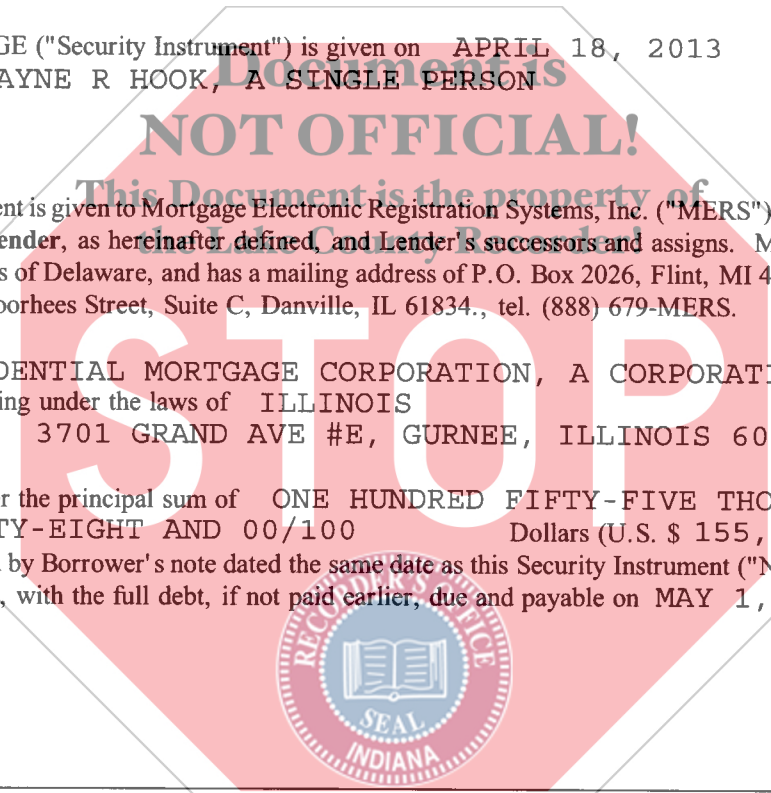 GE ("Security Instrument") is given on APRIL 18, 2013
AYNE R HOOK, A SINGLE PERSON
Document is
NOT OFFICIAL!
This Document is the property of
the Lake County Recorder!
ent is given to Mortgage Electronic Registration Systems, Inc. ("MERS")
ender, as hereinafter defined, and Lender's successors and assigns. M
s of Delaware, and has a mailing address of P.O. Box 2026, Flint, MI 4
oorhees Street, Suite C, Danville, IL 61834., tel. (888) 679-MERS.
STOP
DENTIAL MORTGAGE CORPORATION, A CORPORATI
ing under the laws of ILLINOIS
3701 GRAND AVE #E, GURNEE, ILLINOIS 60
r the principal sum of ONE HUNDRED FIFTY-FIVE THO
TY-EIGHT AND 00/100 Dollars (U.S. $ 155,
by Borrower's note dated the same date as this Security Instrument ("N
, with the full debt, if not paid earlier, due and payable on MAY 1,
RECORDER'S OFFICE
SEAL
INDIANA